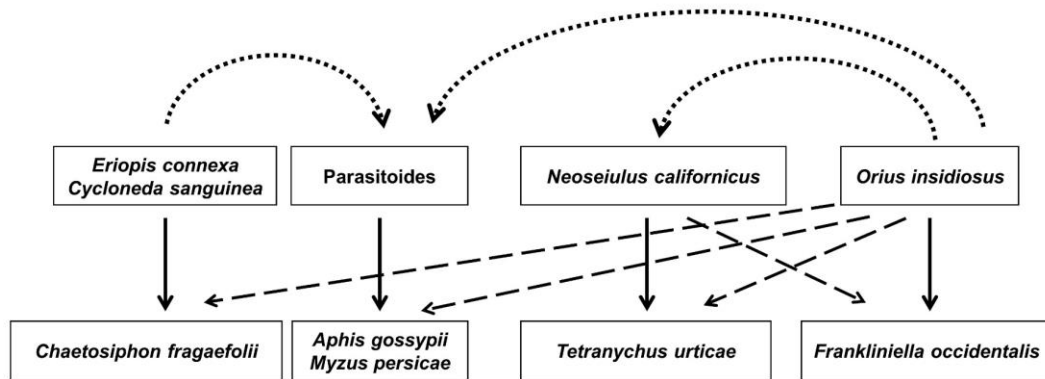 Eriopis connexa
Cycloneda sanguinea
Parasitoides
Neoseiulus californicus
Orius insidiosus
Chaetosiphon fragaefolii
Aphis gossypii
Myzus persicae
Tetranychus urticae
Frankliniella occidentalis